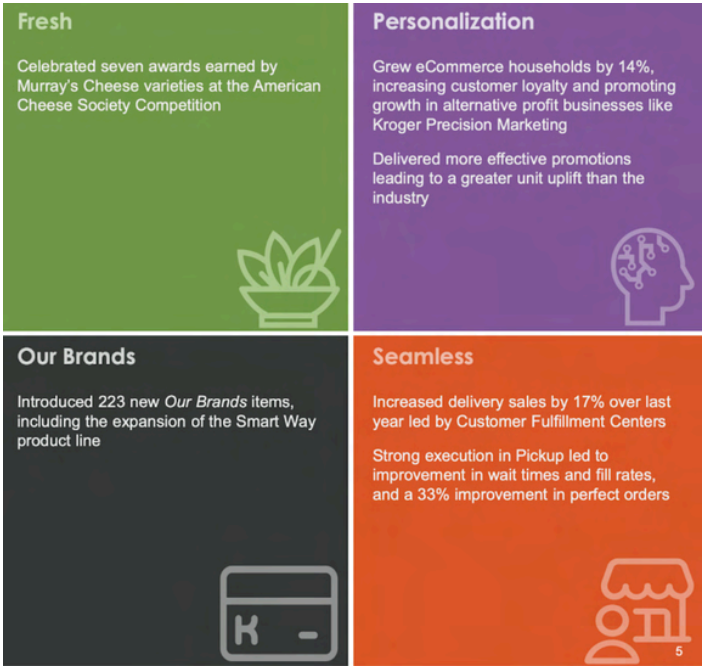 Fresh
Celebrated seven awards earned by
Murray's Cheese varieties at the American
Cheese Society Competition
Personalization
Grew eCommerce households by 14%,
increasing customer loyalty and promoting
growth in alternative profit businesses like
Kroger Precision Marketing
Delivered more effective promotions
leading to a greater unit uplift than the
industry
Our Brands
Introduced 223 new Our Brands items,
including the expansion of the Smart Way
product line
K -
Seamless
Increased delivery sales by 17% over last
year led by Customer Fulfillment Centers
Strong execution in Pickup led to
improvement in wait times and fill rates,
and a 33% improvement in perfect orders
5